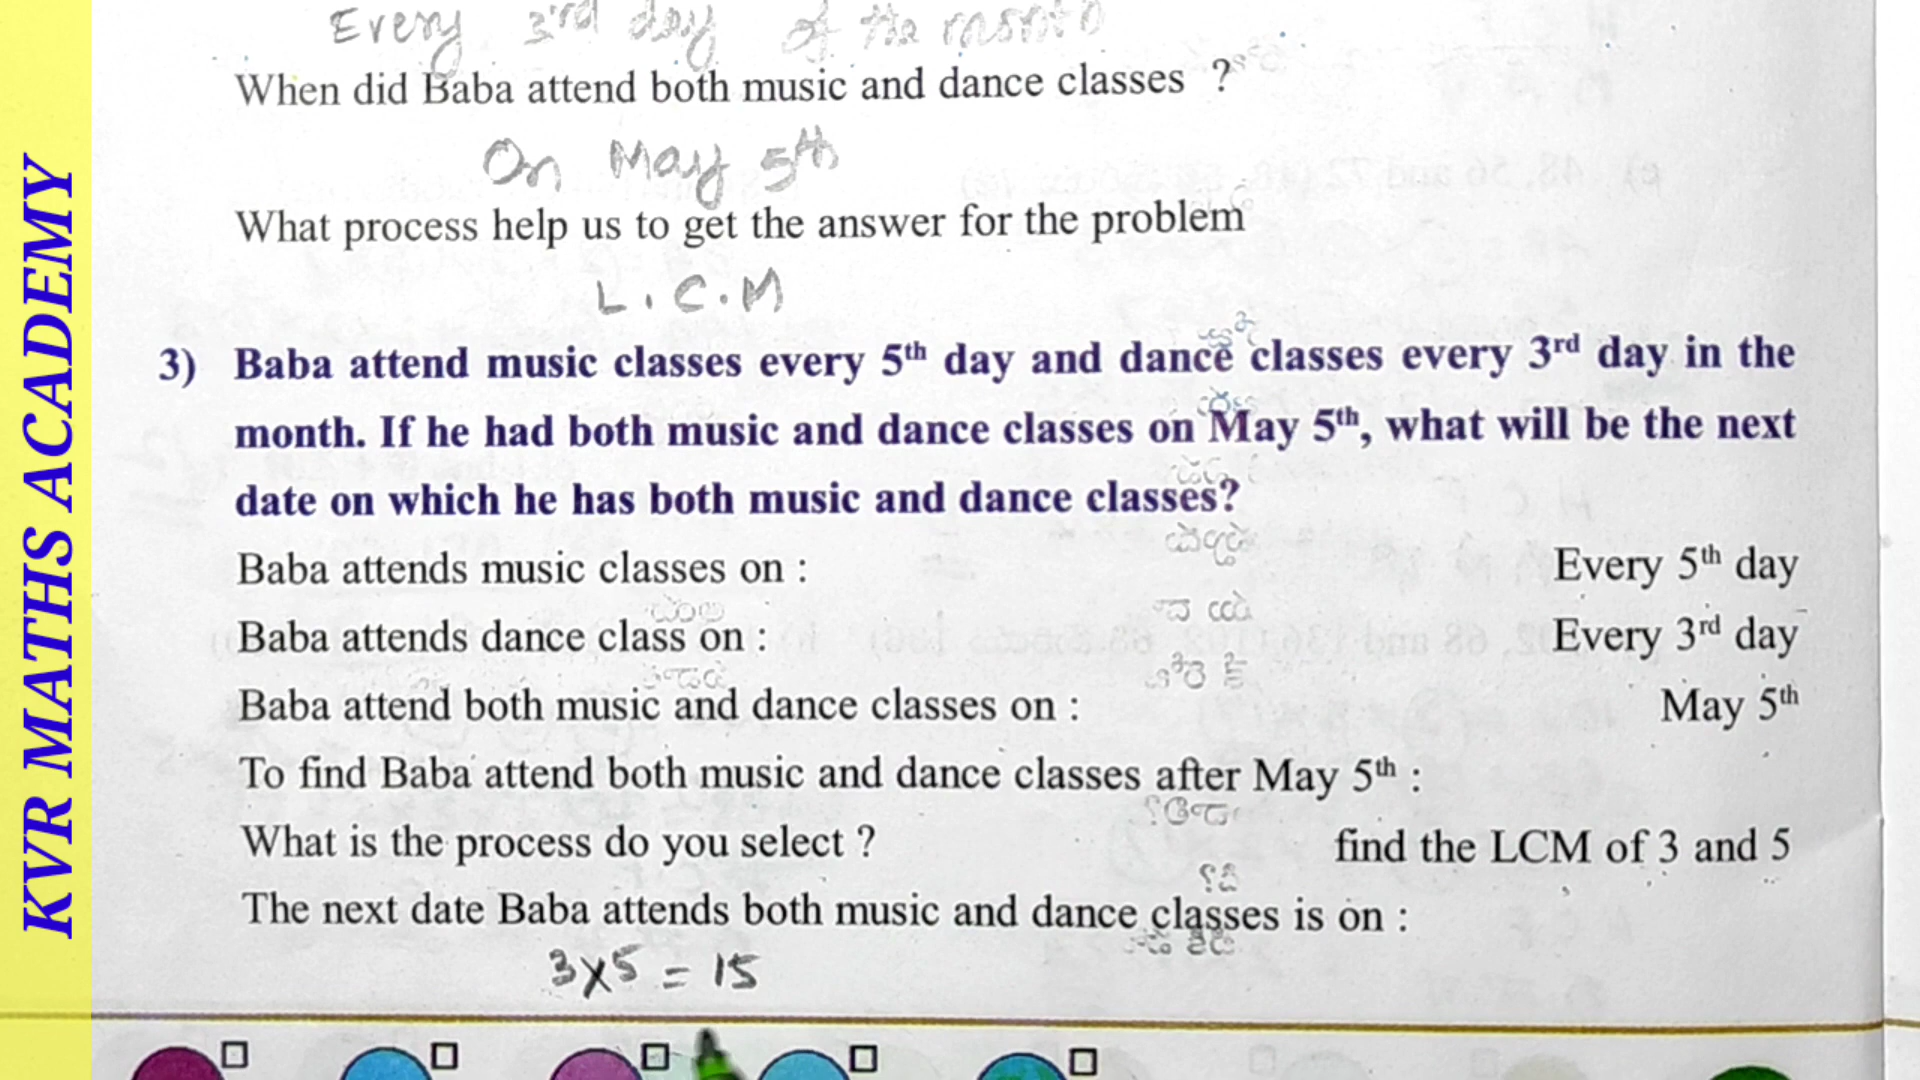 KVR MATHS ACADEMY
Every 3rd day of the month
When did Baba attend both music and dance classes ?
On May 5th
What process help us to get the answer for the problem
L.C.M
3) Baba attend music classes every 5th day and dance classes every 3rd day in the
month. If he had both music and dance classes on May 5th, what will be the next
date on which he has both music and dance classes?
Baba attends music classes on : Every 5th day
Baba attends dance class on : Every 3rd day
Baba attend both music and dance classes on : May 5th
To find Baba attend both music and dance classes after May 5th :
What is the process do you select ? find the LCM of 3 and 5
The next date Baba attends both music and dance classes is on :
3x5 = 15